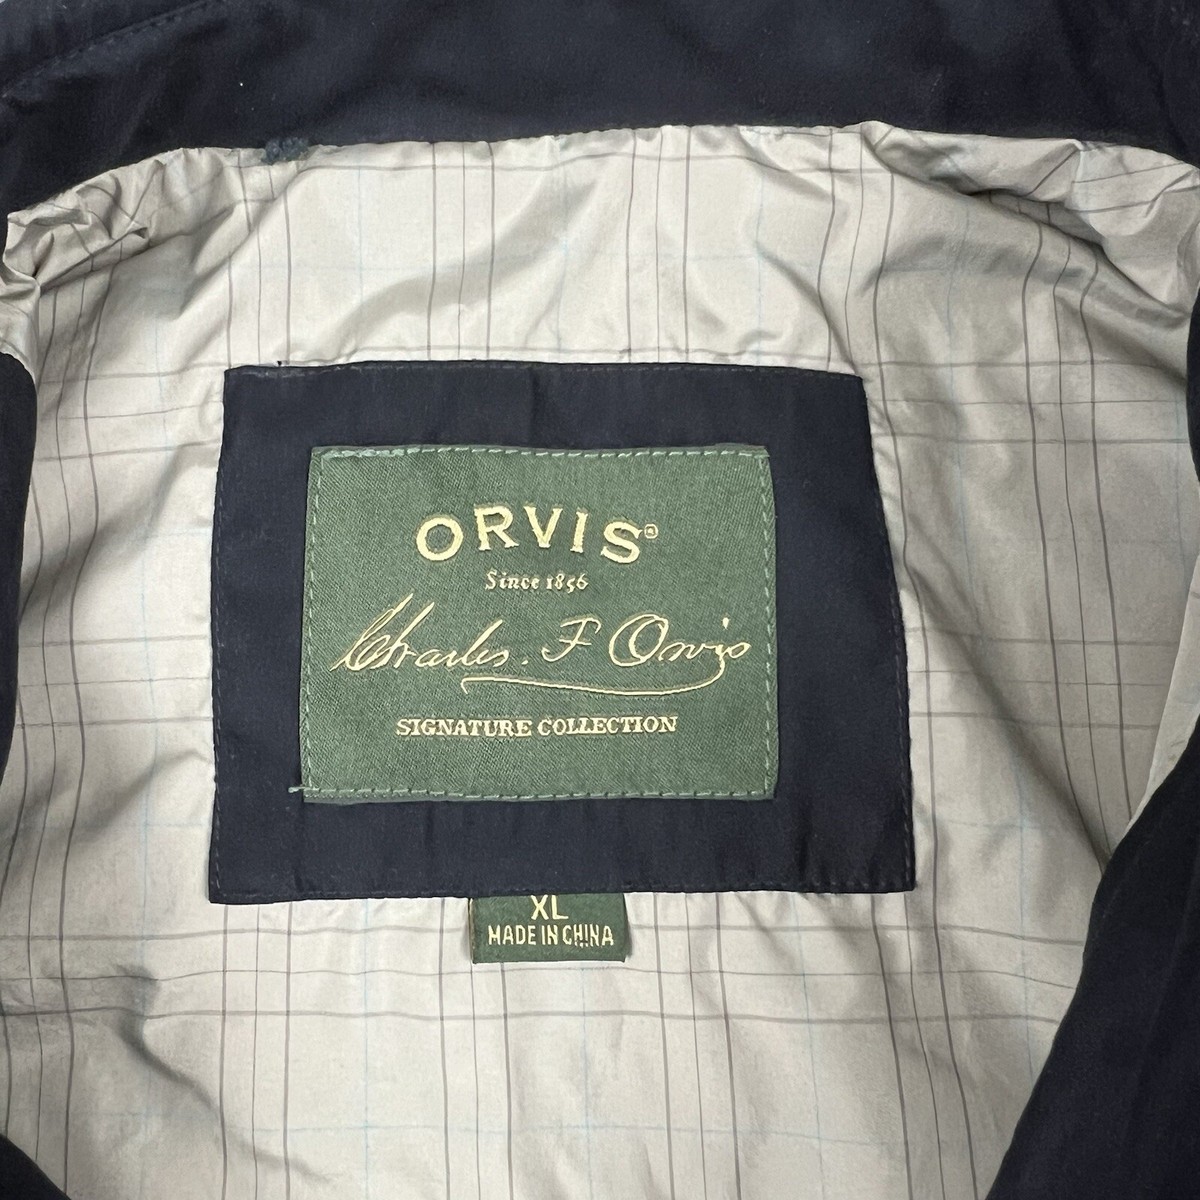 ORVIS®
Since 1856
Charles. F Orvis
SIGNATURE COLLECTION
XL
MADE IN CHINA